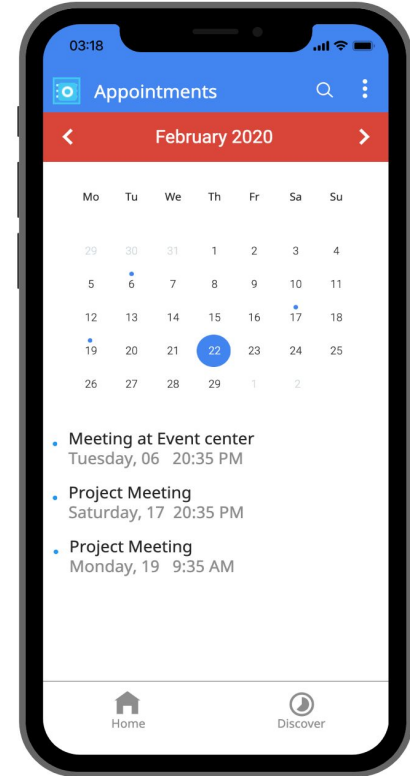 03:18
Appointments
February 2020
Mo Tu We Th Fr Sa Su
29 30 31 1 2 3 4
5 6 7 8 9 10 11
12 13 14 15 16 17 18
19 20 21 22 23 24 25
26 27 28 29 1 2
Meeting at Event center
Tuesday, 06 20:35 PM
Project Meeting
Saturday, 17 20:35 PM
Project Meeting
Monday, 19 9:35 AM
Home Discover